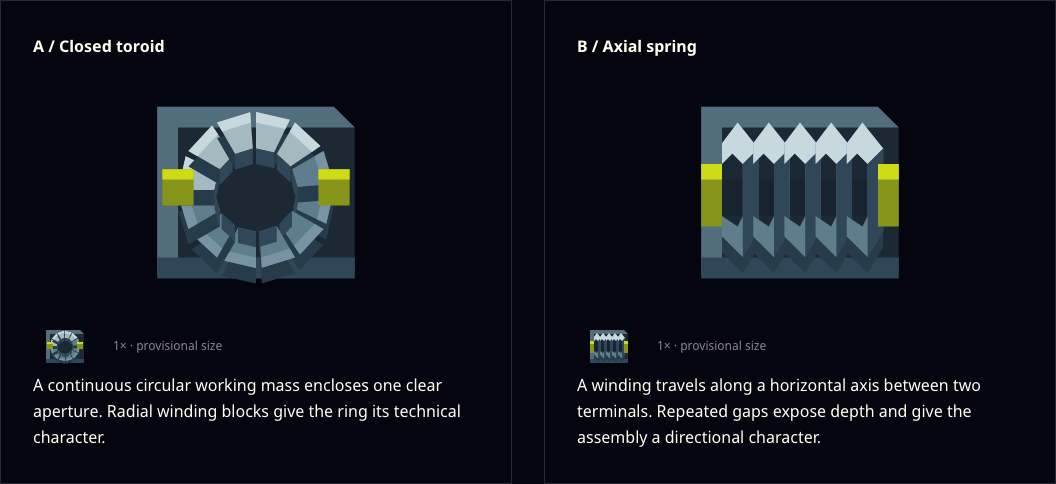 A / Closed toroid
1× · provisional size
A continuous circular working mass encloses one clear
aperture. Radial winding blocks give the ring its technical
character.
B / Axial spring
1× · provisional size
A winding travels along a horizontal axis between two
terminals. Repeated gaps expose depth and give the
assembly a directional character.